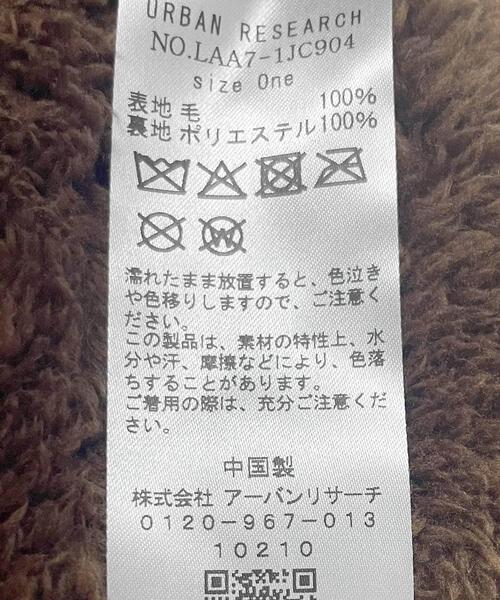 URBAN RESEARCH
NO.LAA7-1JC904
size One
表地 毛 100%
裏地 ポリエステル100%
W
濡れたまま放置すると、色泣き
や色移りしますので、ご注意く
ださい。
この製品は、素材の特性上、水
分や汗、摩擦などにより、色落
ちすることがあります。
ご着用の際は、充分ご注意くだ
さい。
中国製
株式会社 アーバンリサーチ
0120-967-013
10210